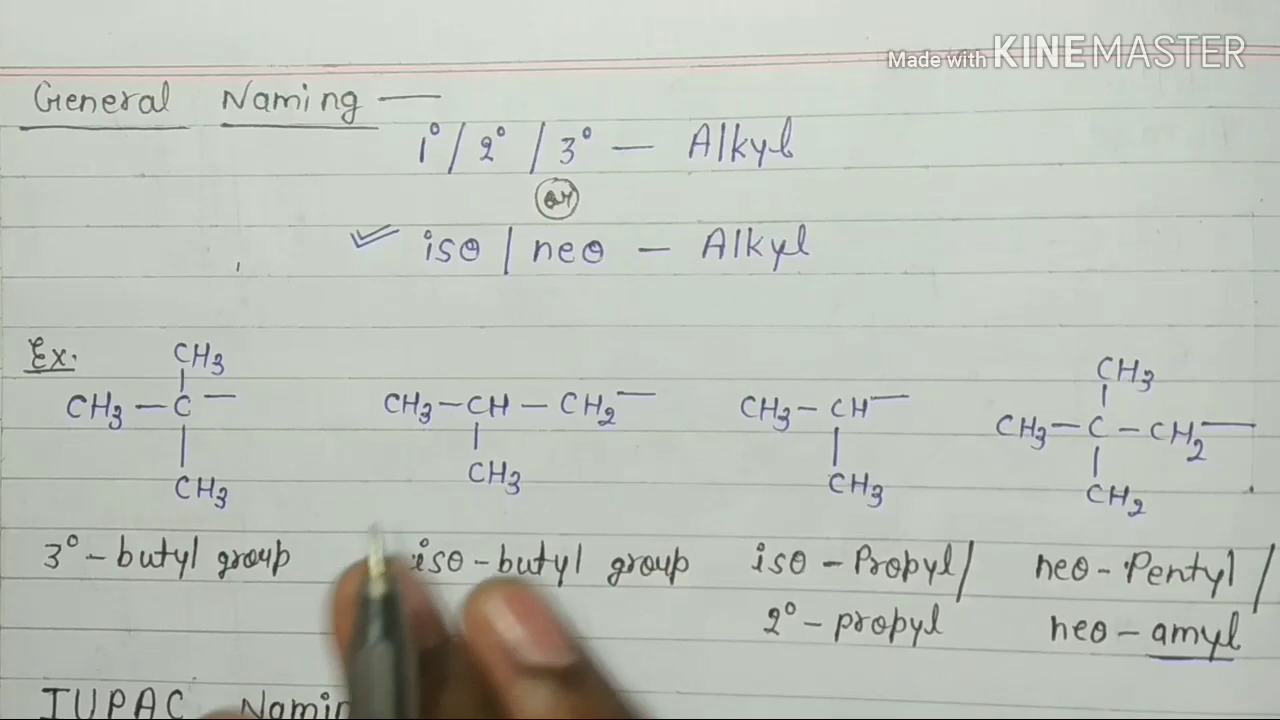 Made with KINEMASTER
General Naming —
1° / 2° / 3° — Alkyl
or
iso / neo — Alkyl
Ex.
CH3
CH3 — C —
CH3
3° - butyl group
CH3 — CH — CH2 —
CH3
iso - butyl group
CH3 — CH —
CH3
iso - Propyl /
2° - propyl
CH3
CH3 — C — CH2 —
CH2
neo - Pentyl /
neo - amyl
IUPAC Namin